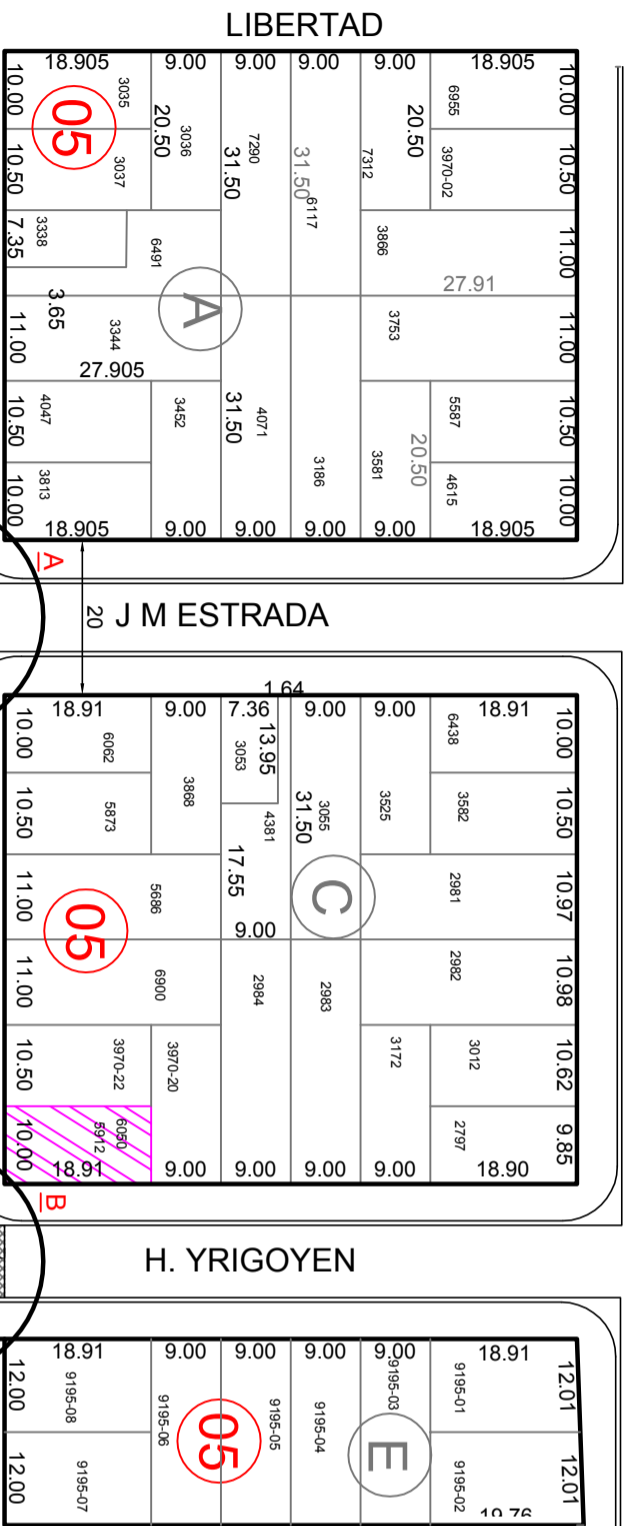 LIBERTAD
18.905 9.00 9.00 9.00 9.00 18.905
10.00 3035 05 20.50 3036 7290 31.50 31.50 6117 7312 20.50 6955 10.00
10.50 3037 3970-02 10.50
7.35 3338 6491 3866 11.00
27.91
3.65 A
11.00 3344 3753 11.00
27.905
10.50 4047 3452 31.50 4071 3581 20.50 5587 10.50
10.00 3813 3186 4615 10.00
18.905 9.00 9.00 9.00 9.00 18.905
A
20 J M ESTRADA
1.64
18.91 9.00 7.36 9.00 9.00 18.91
10.00 6062 3868 3053 13.95 6438 10.00
10.50 5873 4381 31.50 3055 3525 3582 10.50
11.00 05 5686 17.55 C 2981 10.97
9.00
11.00 6900 2984 2983 2982 10.98
10.50 3970-22 3970-20 3172 3012 10.62
10.00 5912 6050 2797 9.85
18.91 9.00 9.00 9.00 9.00 18.90
B
H. YRIGOYEN
18.91 9.00 9.00 9.00 9.00 18.91
12.00 9195-08 9195-06 05 9195-05 9195-04 9195-03 E 9195-01 12.01
12.00 9195-07 9195-02 12.01
19.76